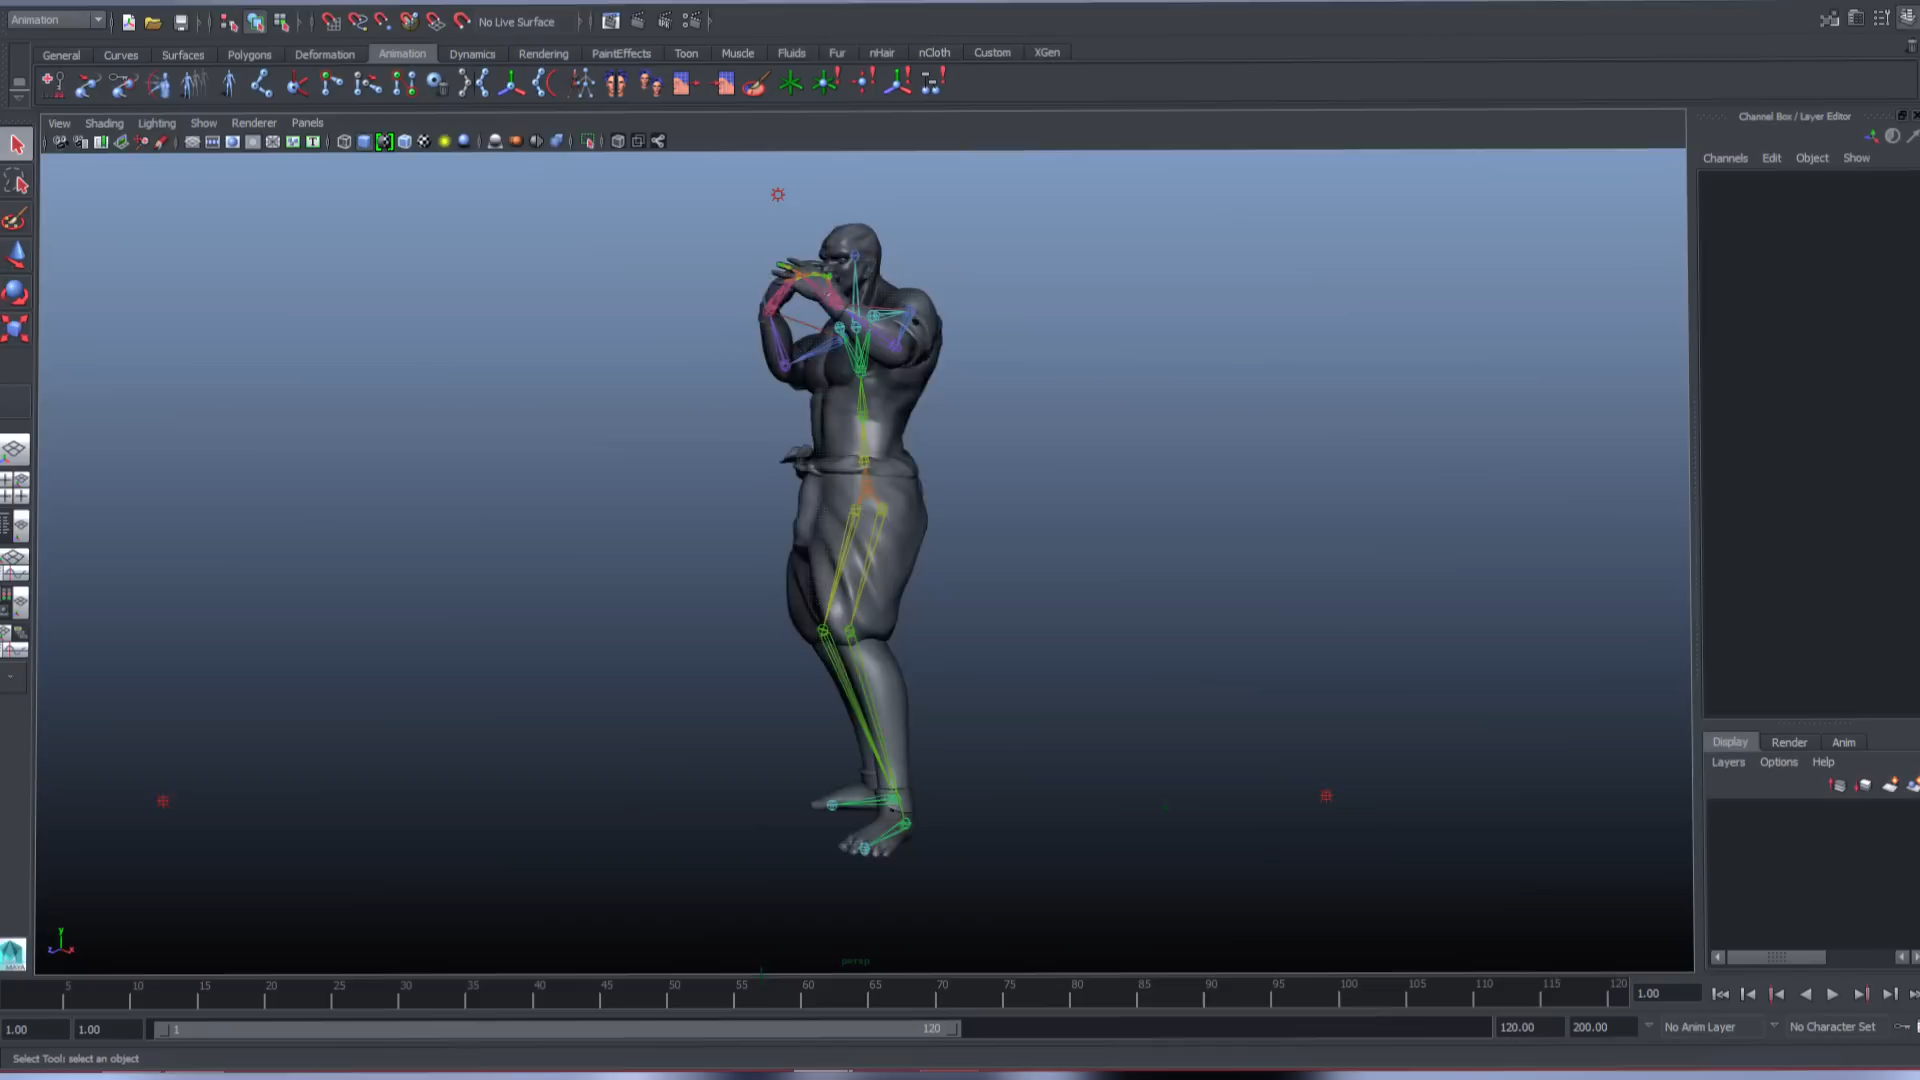 Animation
No Live Surface
General Curves Surfaces Polygons Deformation Animation Dynamics Rendering PaintEffects Toon Muscle Fluids Fur nHair nCloth Custom XGen
View Shading Lighting Show Renderer Panels
Channel Box / Layer Editor
Channels Edit Object Show
Display Render Anim
Layers Options Help
y
z x
persp
MAYA
5 10 15 20 25 30 35 40 45 50 55 60 65 70 75 80 85 90 95 100 105 110 115 120
1.00
1.00 1.00 1 120 120.00 200.00 No Anim Layer No Character Set
Select Tool: select an object